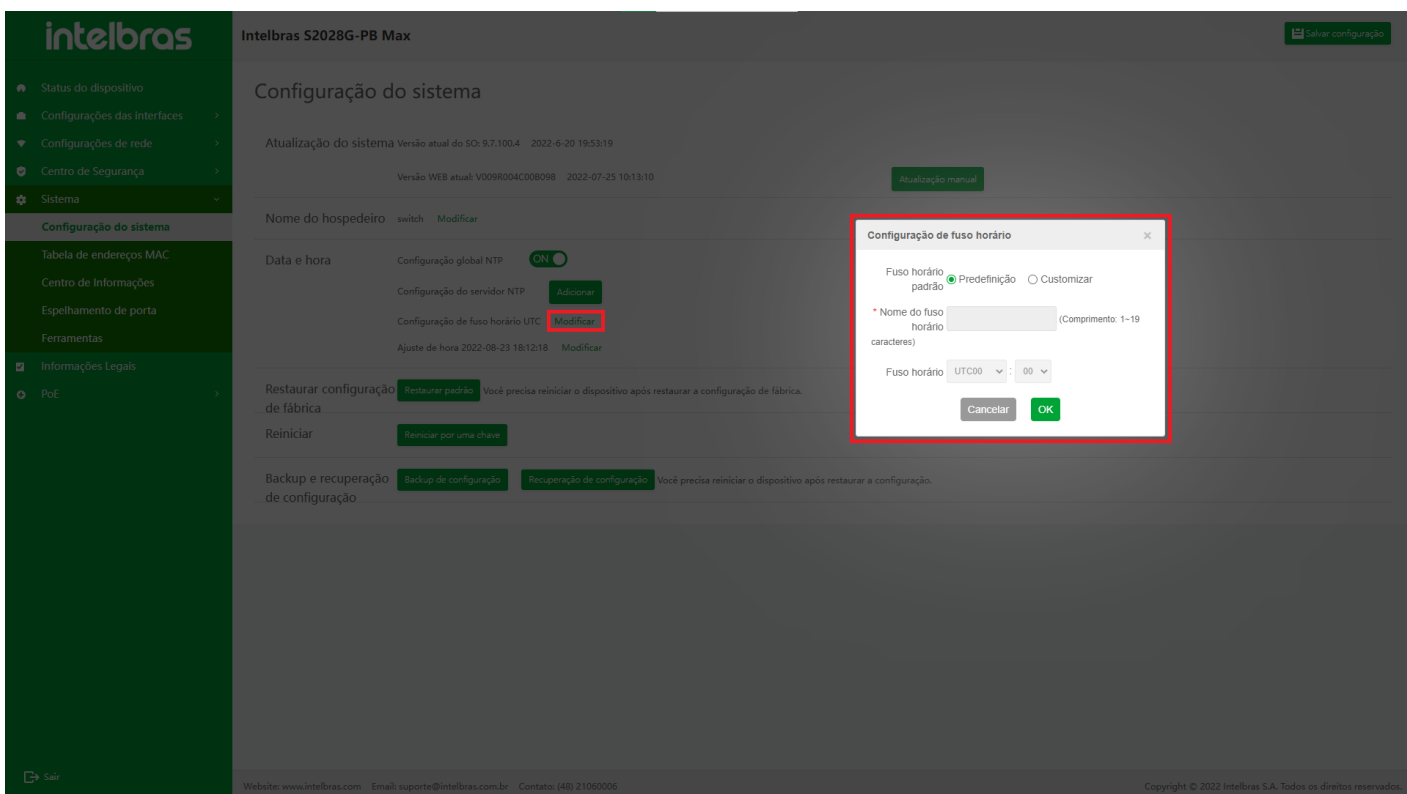 intelbras
Intelbras S2028G-PB Max
Salvar configuração
Status do dispositivo
Configurações das interfaces
Configurações de rede
Centro de Segurança
Sistema
Configuração do sistema
Tabela de endereços MAC
Centro de Informações
Espelhamento de porta
Ferramentas
Informações Legais
PoE
Sair
Configuração do sistema
Atualização do sistema Versão atual do SO: 9.7.100.4 2022-6-20 19:53:19
Versão WEB atual: V009R004C00B098 2022-07-25 10:13:10 Atualização manual
Nome do hospedeiro switch Modificar
Data e hora Configuração global NTP ON
Configuração do servidor NTP Adicionar
Configuração de fuso horário UTC Modificar
Ajuste de hora 2022-08-23 18:12:18 Modificar
Restaurar configuração Restaurar padrão Você precisa reiniciar o dispositivo após restaurar a configuração de fábrica.
de fábrica
Reiniciar Reiniciar por uma chave
Backup e recuperação Backup de configuração Recuperação de configuração Você precisa reiniciar o dispositivo após restaurar a configuração.
de configuração
Configuração de fuso horário ×
Fuso horário
padrão Predefinição Customizar
* Nome do fuso
horário (Comprimento: 1~19
caracteres)
Fuso horário UTC00 : 00
Cancelar OK
Website: www.intelbras.com Email: suporte@intelbras.com.br Contato: (48) 21060006
Copyright © 2022 Intelbras S.A. Todos os direitos reservados.